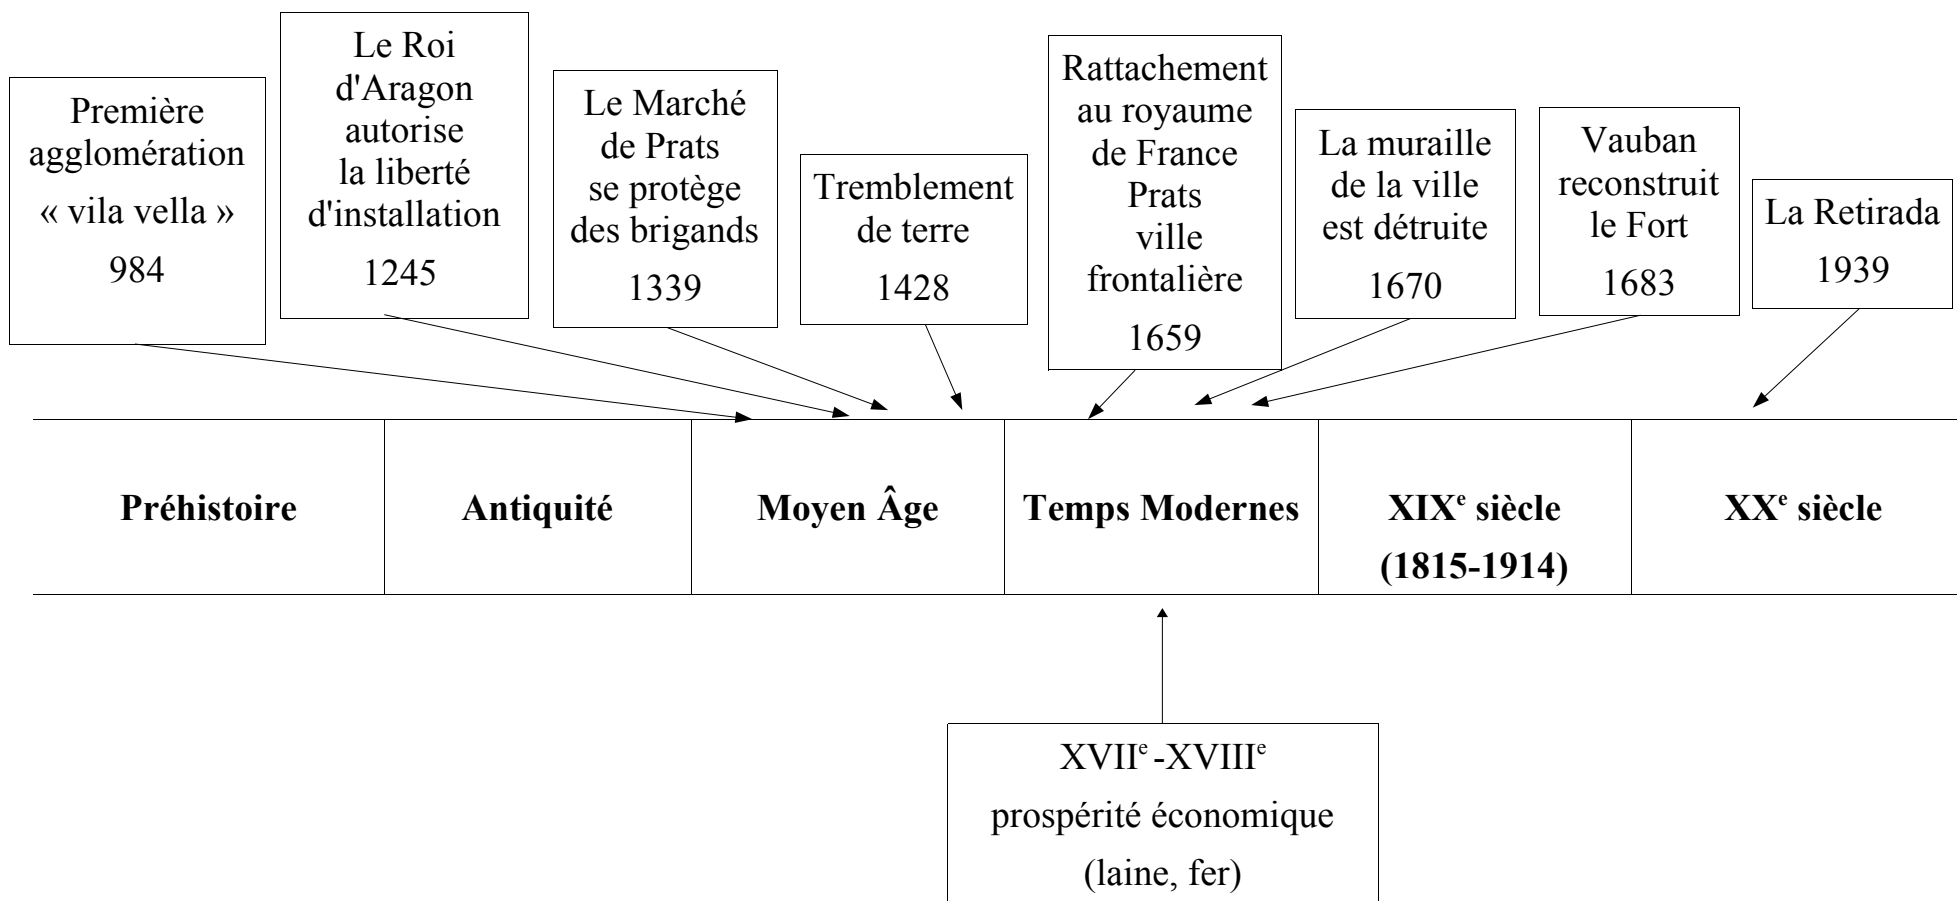 Première
agglomération
« vila vella »
984
Le Roi
d'Aragon
autorise
la liberté
d'installation
1245
Le Marché
de Prats
se protège
des brigands
1339
Tremblement
de terre
1428
Rattachement
au royaume
de France
Prats
ville
frontalière
1659
La muraille
de la ville
est détruite
1670
Vauban
reconstruit
le Fort
1683
La Retirada
1939
Préhistoire
Antiquité
Moyen Âge
Temps Modernes
XIXᵉ siècle
(1815-1914)
XXᵉ siècle
XVIIᵉ -XVIIIᵉ
prospérité économique
(laine, fer)